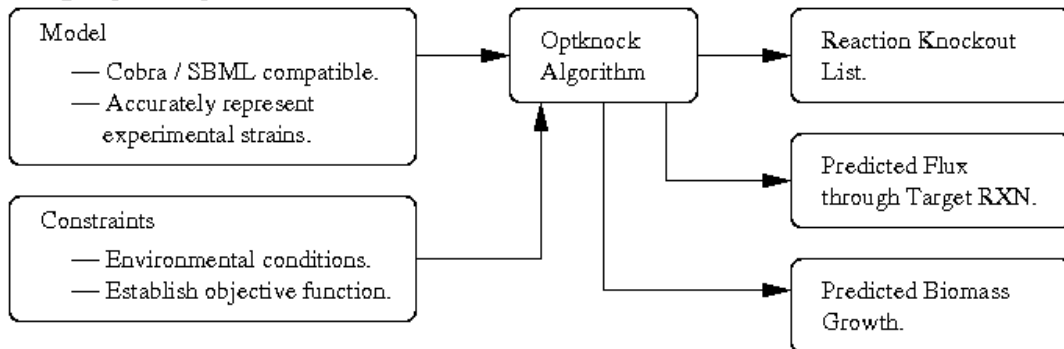 Model
— Cobra / SBML compatible.
— Accurately represent
experimental strains.
Constraints
— Environmental conditions.
— Establish objective function.
Optknock
Algorithm
Reaction Knockout
List.
Predicted Flux
through Target RXN.
Predicted Biomass
Growth.